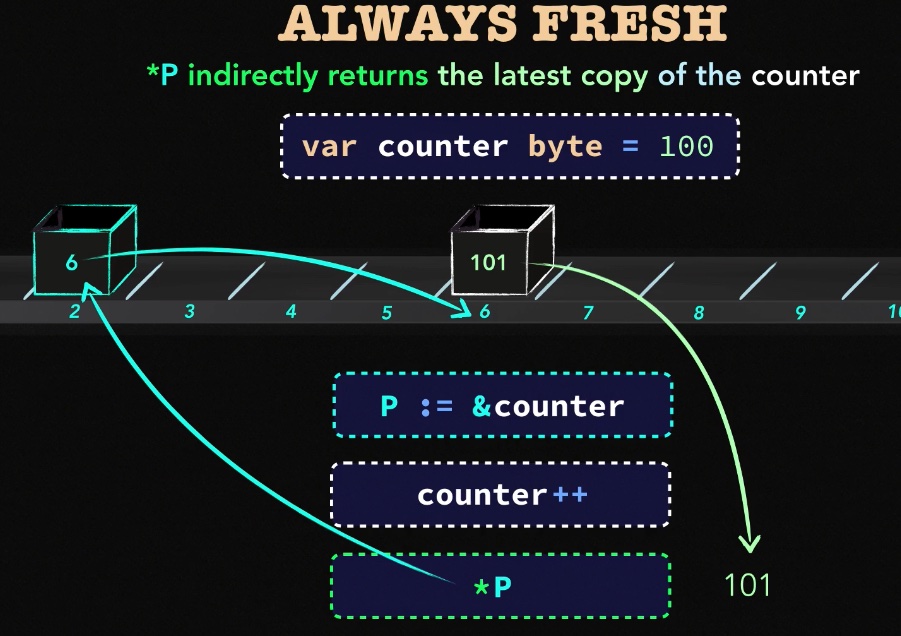 ALWAYS FRESH
*P indirectly returns the latest copy of the counter
var counter byte = 100
6 101
2 3 4 5 6 7 8 9 10
P := &counter
counter++
*P
101